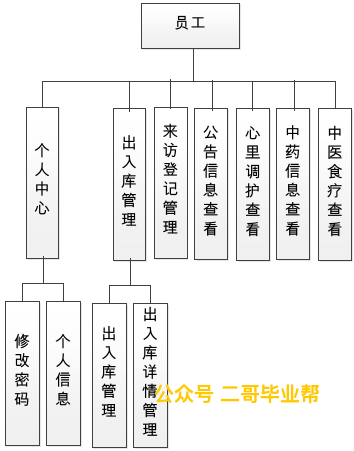 员工
个人中心
出入库管理
来访登记管理
公告信息查看
心里调护查看
中药信息查看
中医食疗查看
修改密码
个人信息
出入库管理
出入库详情管理
公众号 二哥毕业帮